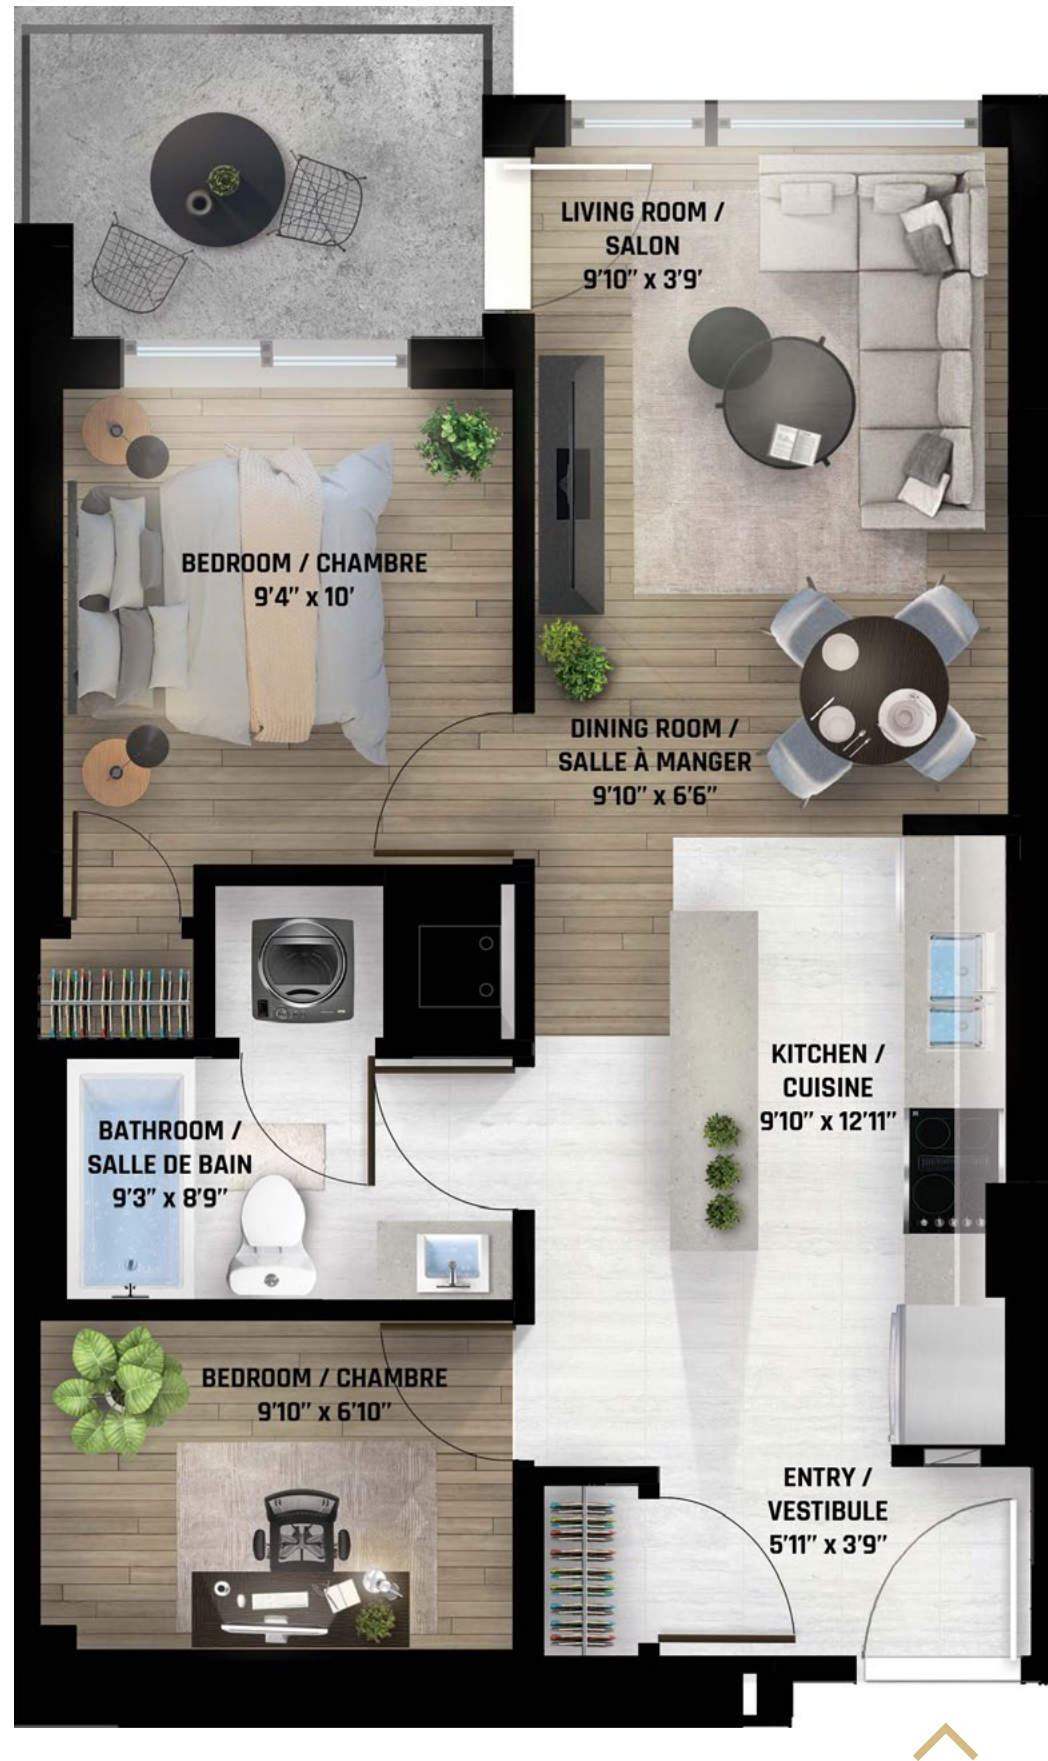 LIVING ROOM /
SALON
9'10" x 3'9'
BEDROOM / CHAMBRE
9'4" x 10'
DINING ROOM /
SALLE À MANGER
9'10" x 6'6"
KITCHEN /
CUISINE
9'10" x 12'11"
BATHROOM /
SALLE DE BAIN
9'3" x 8'9"
BEDROOM / CHAMBRE
9'10" x 6'10"
ENTRY /
VESTIBULE
5'11" x 3'9"